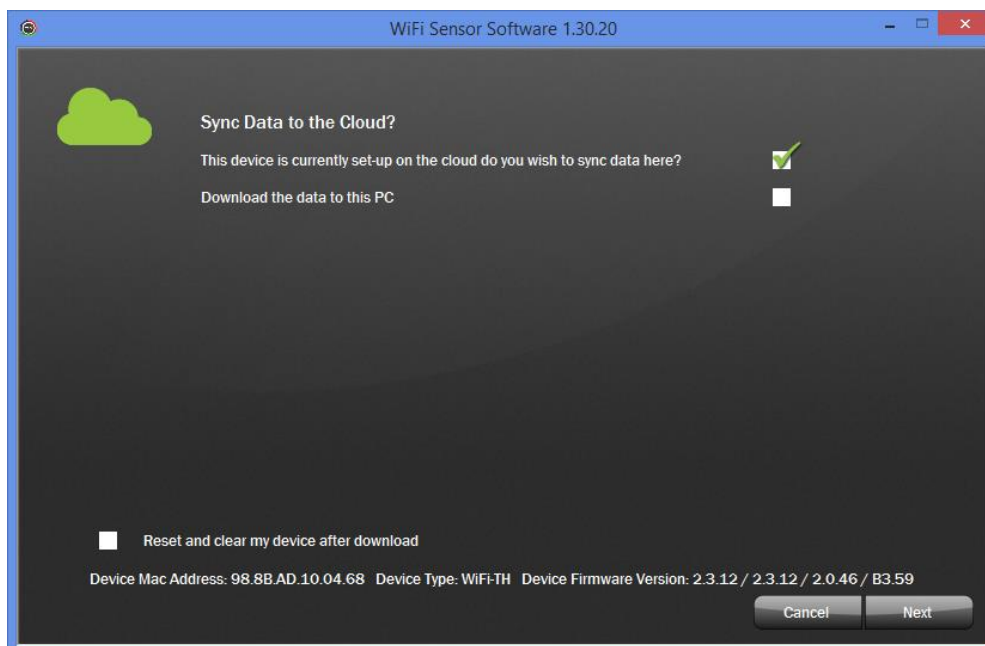 WiFi Sensor Software 1.30.20
Sync Data to the Cloud?
This device is currently set-up on the cloud do you wish to sync data here?
Download the data to this PC
Reset and clear my device after download
Device Mac Address: 98.8B.AD.10.04.68 Device Type: WiFi-TH Device Firmware Version: 2.3.12 / 2.3.12 / 2.0.46 / B3.59
Cancel Next